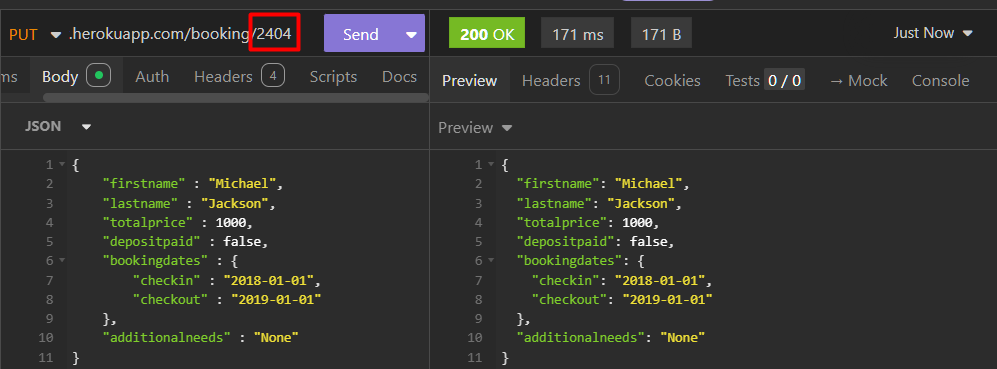 PUT .herokuapp.com/booking/2404 Send 200 OK 171 ms 171 B Just Now
ms Body Auth Headers 4 Scripts Docs Preview Headers 11 Cookies Tests 0 / 0 → Mock Console
JSON Preview
1 {
2 "firstname" : "Michael",
3 "lastname" : "Jackson",
4 "totalprice" : 1000,
5 "depositpaid" : false,
6 "bookingdates" : {
7 "checkin" : "2018-01-01",
8 "checkout" : "2019-01-01"
9 },
10 "additionalneeds" : "None"
11 }
1 {
2 "firstname": "Michael",
3 "lastname": "Jackson",
4 "totalprice": 1000,
5 "depositpaid": false,
6 "bookingdates": {
7 "checkin": "2018-01-01",
8 "checkout": "2019-01-01"
9 },
10 "additionalneeds": "None"
11 }